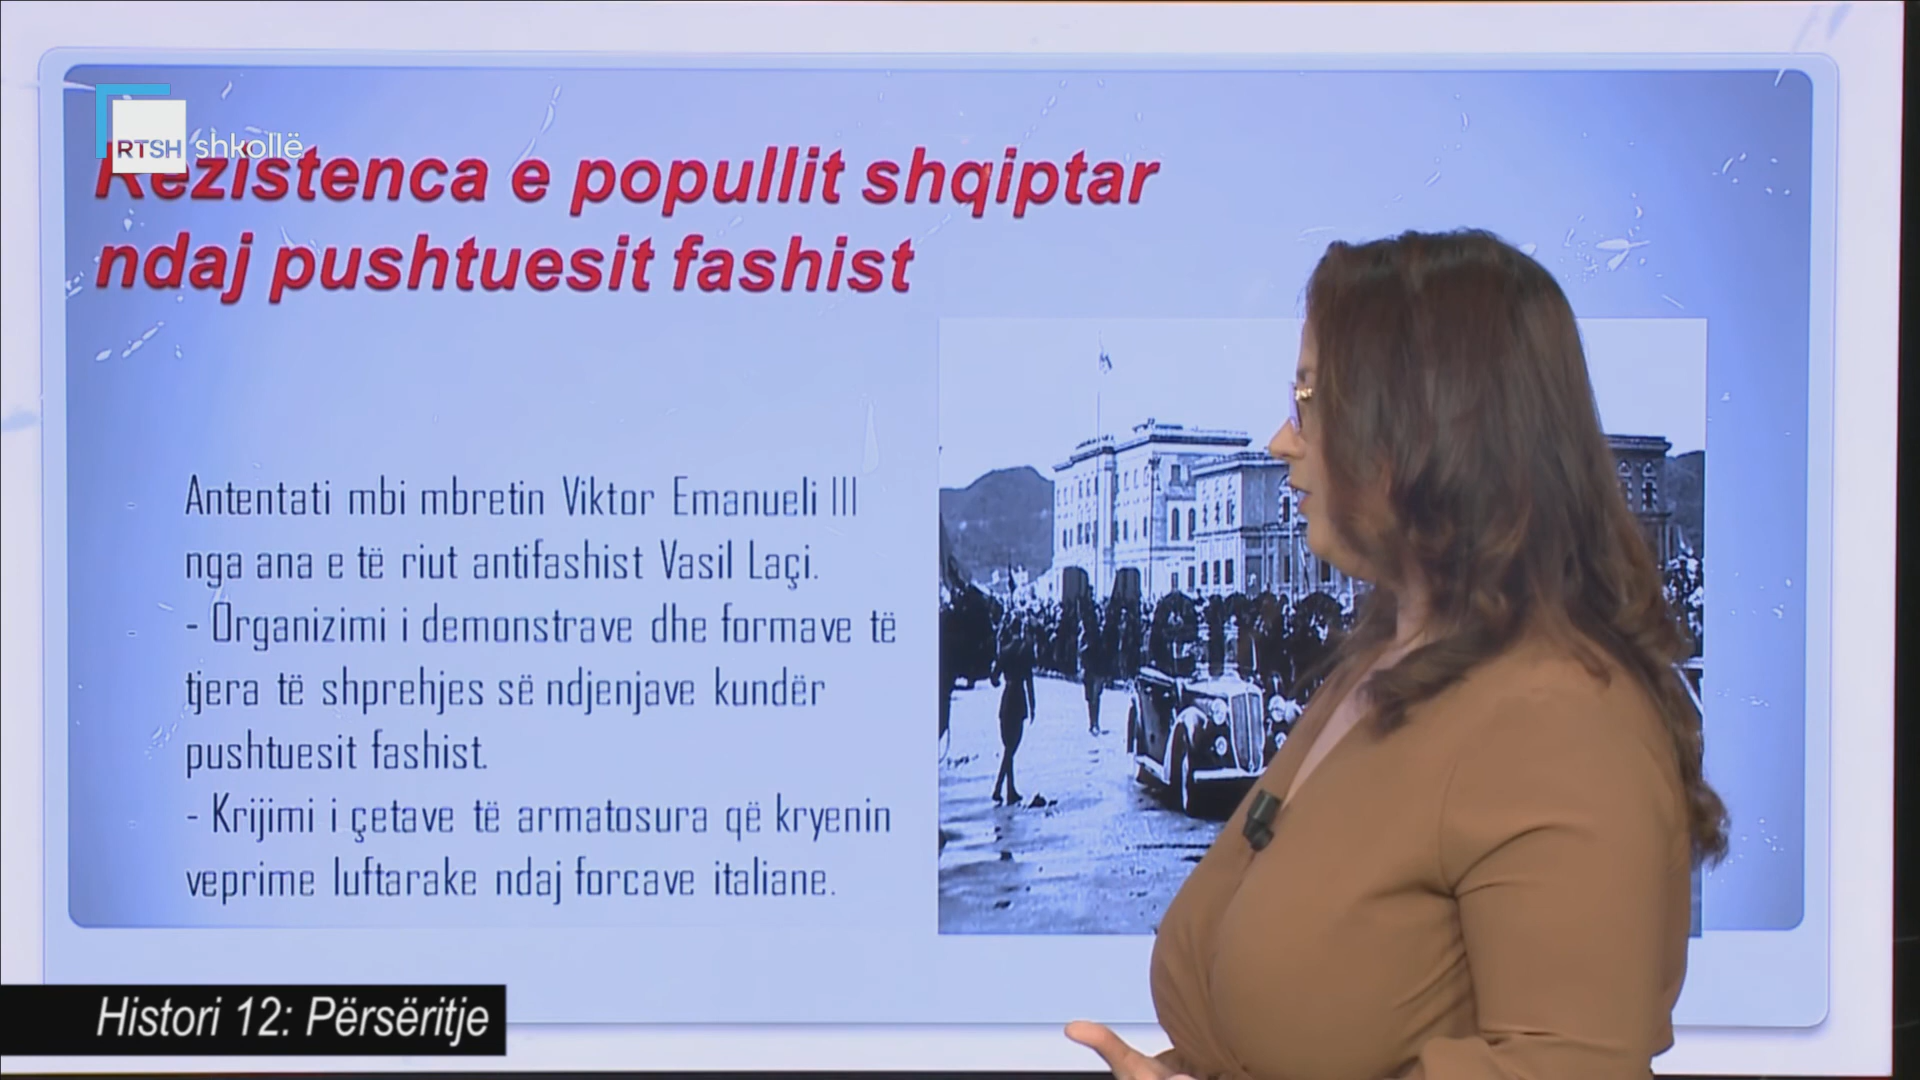 RTSH shkollë
Rezistenca e popullit shqiptar
ndaj pushtuesit fashist
- Antentati mbi mbretin Viktor Emanueli III
nga ana e të riut antifashist Vasil Laçi.
- - Organizimi i demonstrave dhe formave të
tjera të shprehjes së ndjenjave kundër
pushtuesit fashist.
- - Krijimi i çetave të armatosura që kryenin
veprime luftarake ndaj forcave italiane.
Histori 12: Përsëritje